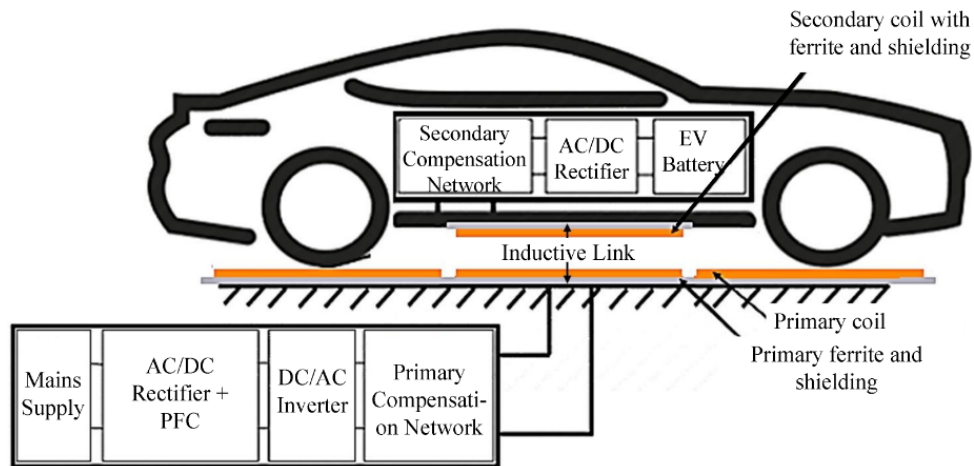 Secondary coil with
ferrite and shielding
Secondary
Compensation
Network
AC/DC
Rectifier
EV
Battery
Inductive Link
Primary coil
Primary ferrite and
shielding
Mains
Supply
AC/DC
Rectifier +
PFC
DC/AC
Inverter
Primary
Compensati-
on Network